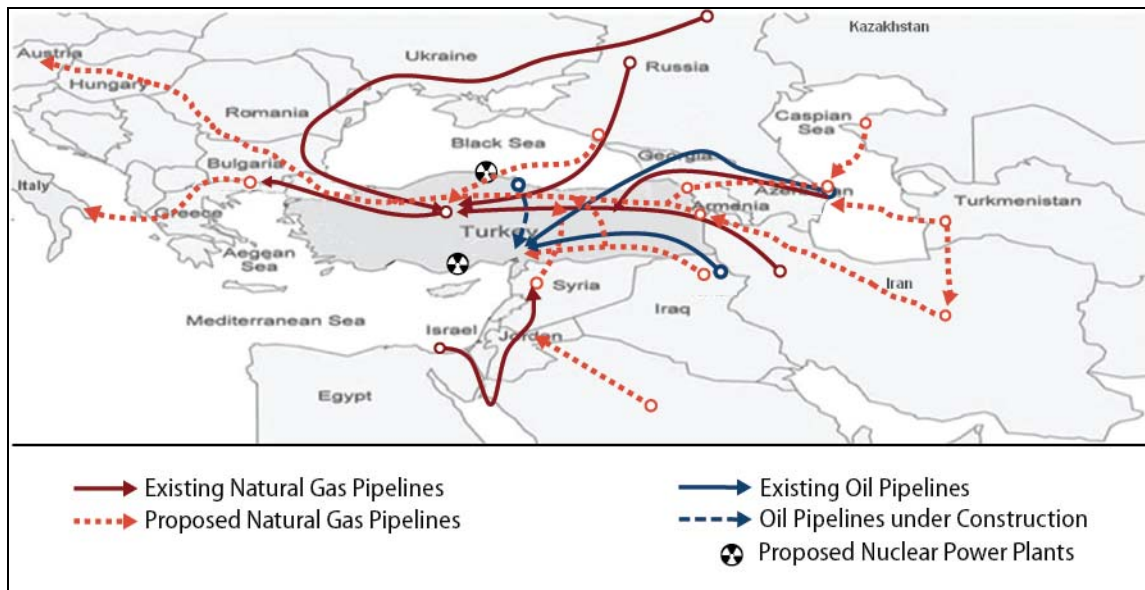 Kazakhstan
Austria
Ukraine
Russia
Hungary
Romania
Caspian
Sea
Black Sea
Georgia
Bulgaria
Italy
Azerbaijan
Turkmenistan
Armenia
Greece
Turkey
Aegean
Sea
Syria
Iran
Iraq
Mediterranean Sea
Israel
Jordan
Egypt
Existing Natural Gas Pipelines
Existing Oil Pipelines
Proposed Natural Gas Pipelines
Oil Pipelines under Construction
Proposed Nuclear Power Plants